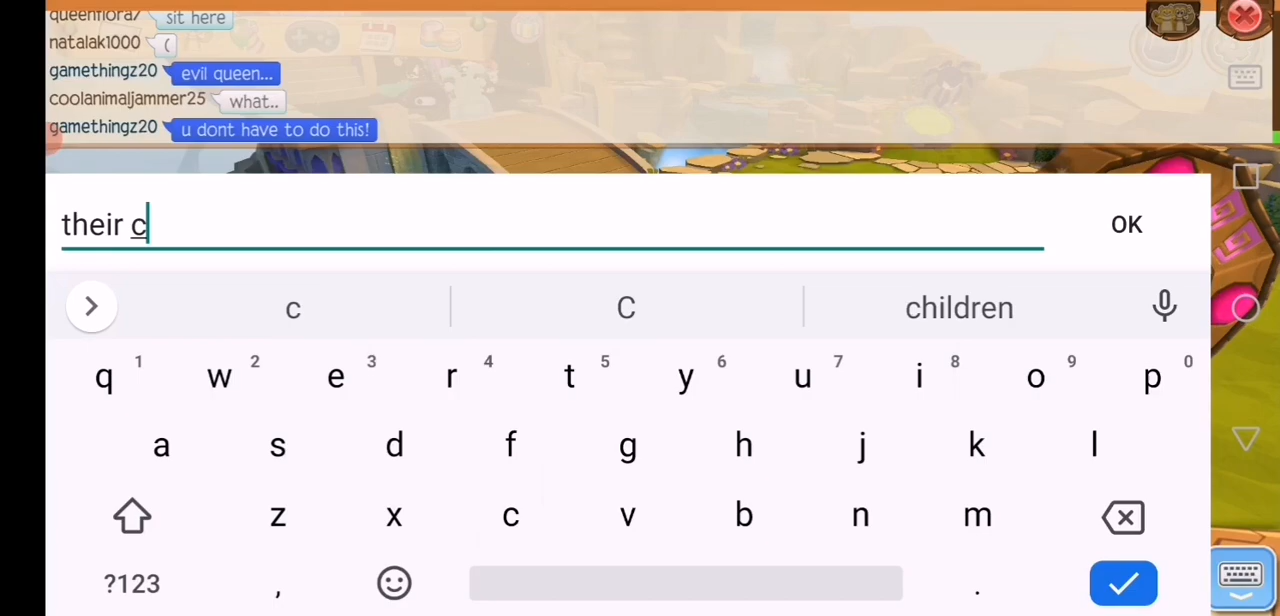 queenflora7 sit here
natalak1000 (
gamethingz20 evil queen...
coolanimaljammer25 what..
gamethingz20 u dont have to do this!
their c
OK
c C children
q 1 w 2 e 3 r 4 t 5 y 6 u 7 i 8 o 9 p 0
a s d f g h j k l
z x c v b n m
?123 , .